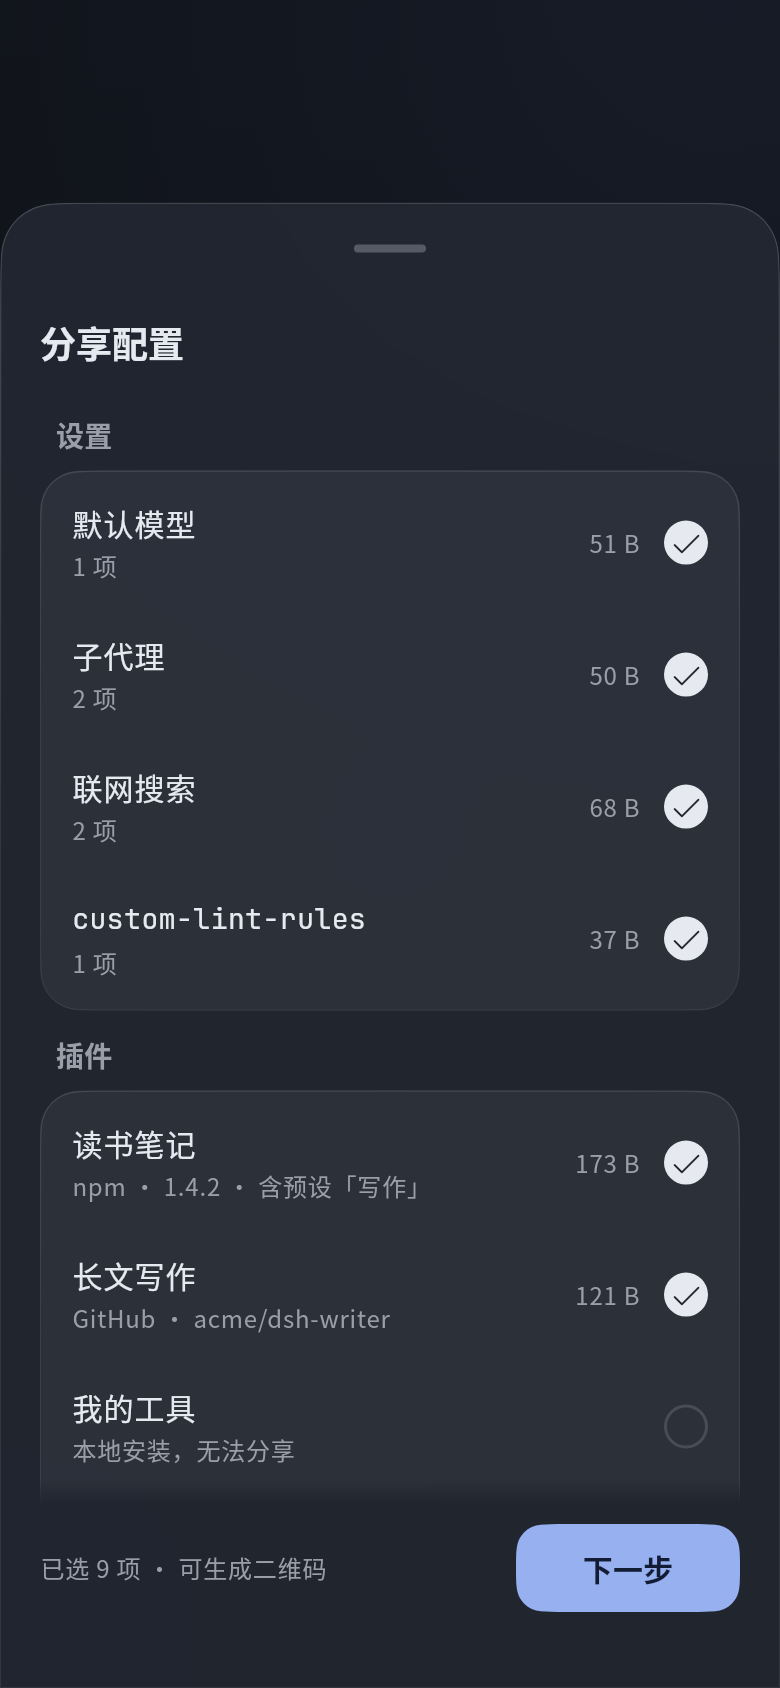 分享配置
设置
默认模型
1 项
51 B
子代理
2 项
50 B
联网搜索
2 项
68 B
custom-lint-rules
1 项
37 B
插件
读书笔记
npm · 1.4.2 · 含预设「写作」
173 B
长文写作
GitHub · acme/dsh-writer
121 B
我的工具
本地安装，无法分享
已选 9 项 · 可生成二维码
下一步